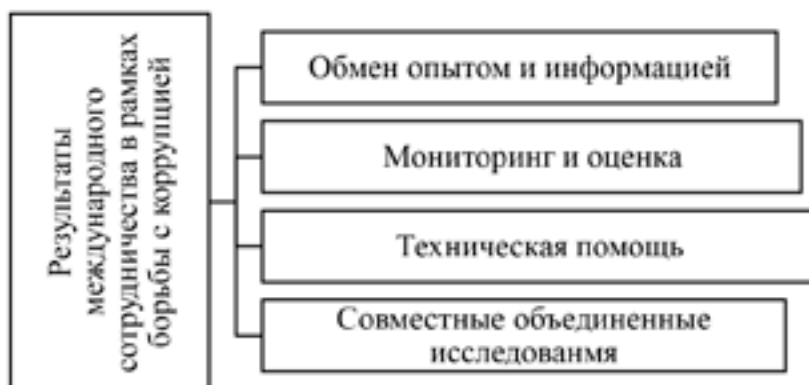 Результаты
международного
сотрудничества в рамках
борьбы с коррупцией
Обмен опытом и информацией
Мониторинг и оценка
Техническая помощь
Совместные объединенные
исследованмя